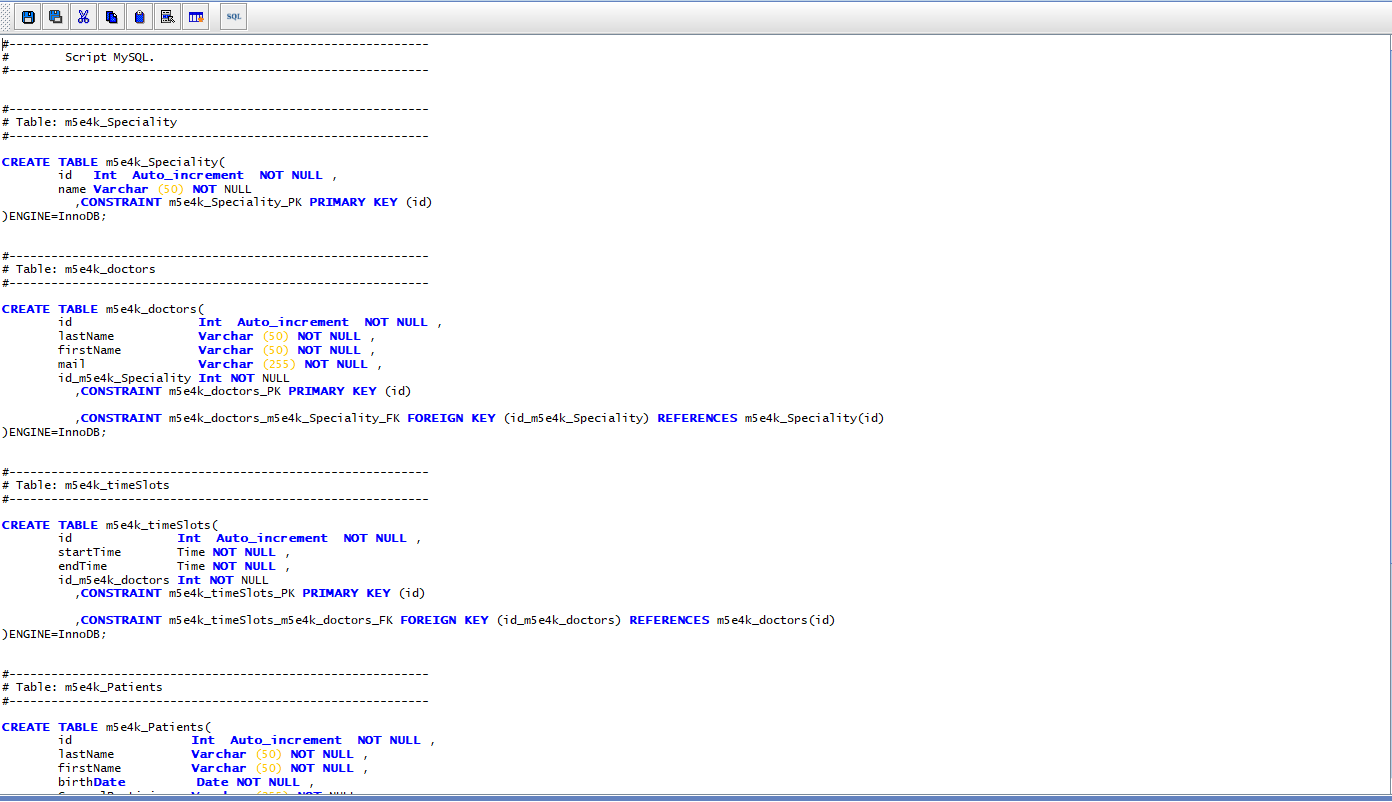 SQL
#------------------------------------------------------------
#        Script MySQL.
#------------------------------------------------------------
#------------------------------------------------------------
# Table: m5e4k_Speciality
#------------------------------------------------------------
CREATE TABLE m5e4k_Speciality(
        id   Int  Auto_increment  NOT NULL ,
        name Varchar (50) NOT NULL
	,CONSTRAINT m5e4k_Speciality_PK PRIMARY KEY (id)
)ENGINE=InnoDB;
#------------------------------------------------------------
# Table: m5e4k_doctors
#------------------------------------------------------------
CREATE TABLE m5e4k_doctors(
        id                  Int  Auto_increment  NOT NULL ,
        lastName            Varchar (50) NOT NULL ,
        firstName           Varchar (50) NOT NULL ,
        mail                Varchar (255) NOT NULL ,
        id_m5e4k_Speciality Int NOT NULL
	,CONSTRAINT m5e4k_doctors_PK PRIMARY KEY (id)
	,CONSTRAINT m5e4k_doctors_m5e4k_Speciality_FK FOREIGN KEY (id_m5e4k_Speciality) REFERENCES m5e4k_Speciality(id)
)ENGINE=InnoDB;
#------------------------------------------------------------
# Table: m5e4k_timeSlots
#------------------------------------------------------------
CREATE TABLE m5e4k_timeSlots(
        id               Int  Auto_increment  NOT NULL ,
        startTime        Time NOT NULL ,
        endTime          Time NOT NULL ,
        id_m5e4k_doctors Int NOT NULL
	,CONSTRAINT m5e4k_timeSlots_PK PRIMARY KEY (id)
	,CONSTRAINT m5e4k_timeSlots_m5e4k_doctors_FK FOREIGN KEY (id_m5e4k_doctors) REFERENCES m5e4k_doctors(id)
)ENGINE=InnoDB;
#------------------------------------------------------------
# Table: m5e4k_Patients
#------------------------------------------------------------
CREATE TABLE m5e4k_Patients(
        id                 Int  Auto_increment  NOT NULL ,
        lastName           Varchar (50) NOT NULL ,
        firstName          Varchar (50) NOT NULL ,
        birthDate          Date NOT NULL ,